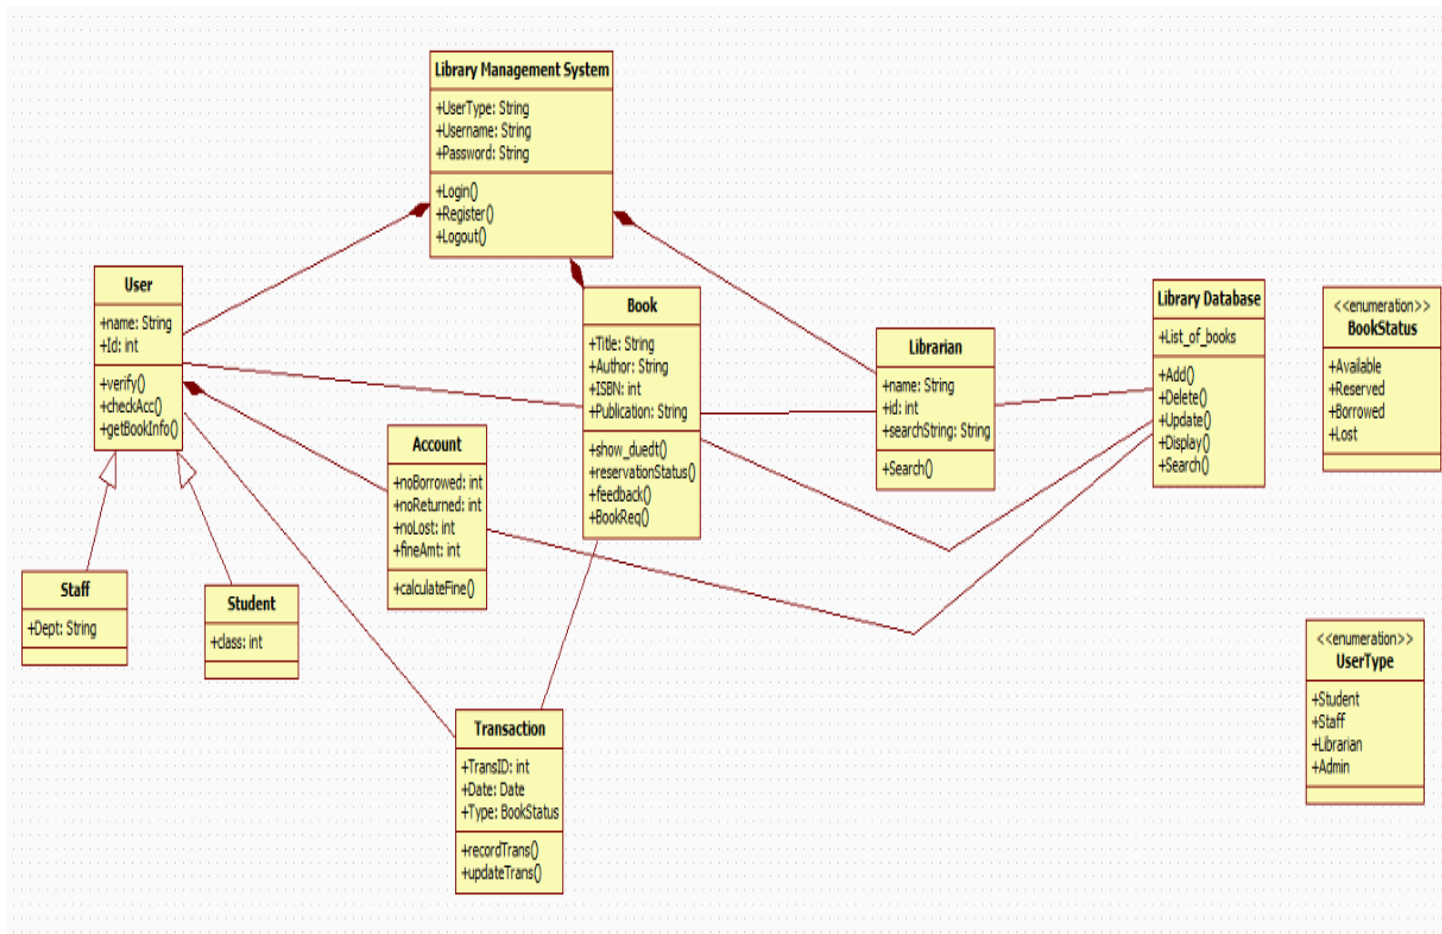 Library Management System
+UserType: String
+Username: String
+Password: String
+Login()
+Register()
+Logout()
User
+name: String
+Id: int
+verify()
+checkAcc()
+getBookInfo()
Book
+Title: String
+Author: String
+ISBN: int
+Publication: String
+show_duedt()
+reservationStatus()
+feedback()
+BookReq()
Librarian
+name: String
+id: int
+searchString: String
+Search()
Library Database
+List_of_books
+Add()
+Delete()
+Update()
+Display()
+Search()
<<enumeration>>
BookStatus
+Available
+Reserved
+Borrowed
+Lost
Account
+noBorrowed: int
+noReturned: int
+noLost: int
+fineAmt: int
+calculateFine()
Staff
+Dept: String
Student
+class: int
Transaction
+TransID: int
+Date: Date
+Type: BookStatus
+recordTrans()
+updateTrans()
<<enumeration>>
UserType
+Student
+Staff
+Librarian
+Admin